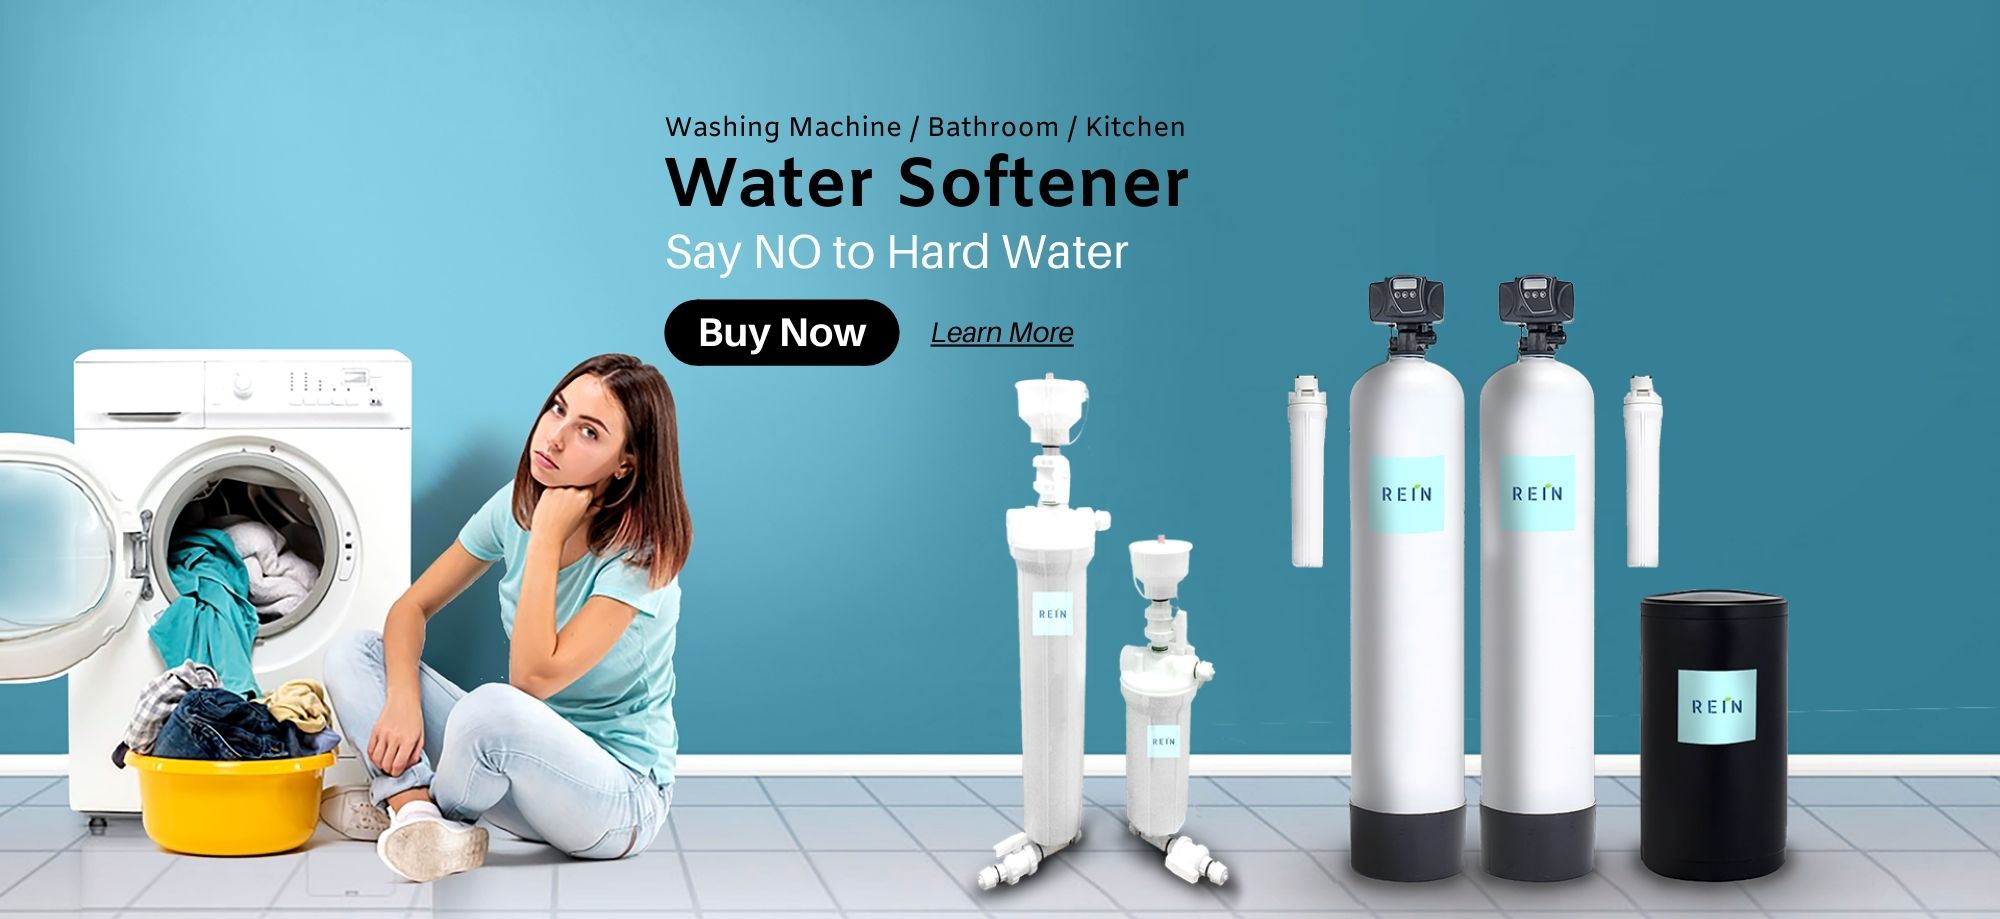 Washing Machine / Bathroom / Kitchen
Water Softener
Say NO to Hard Water
Buy Now
Learn More
REIN
REIN
REIN
REIN
REIN